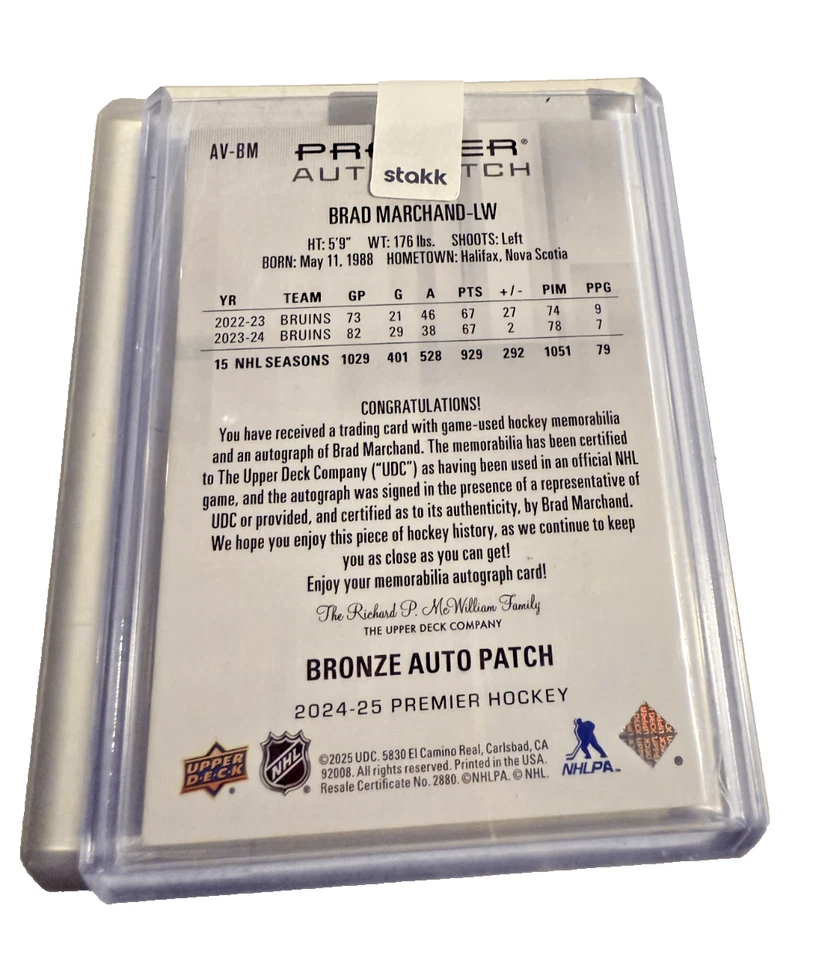 AV-BM
stakk
BRAD MARCHAND-LW
HT: 5'9" WT: 176 lbs. SHOOTS: Left
BORN: May 11, 1988 HOMETOWN: Halifax, Nova Scotia
YR TEAM GP G A PTS +/- PIM PPG
2022-23 BRUINS 73 21 46 67 27 74 9
2023-24 BRUINS 82 29 38 67 2 78 7
15 NHL SEASONS 1029 401 528 929 292 1051 79
CONGRATULATIONS!
You have received a trading card with game-used hockey memorabilia
and an autograph of Brad Marchand. The memorabilia has been certified
to The Upper Deck Company ("UDC") as having been used in an official NHL
game, and the autograph was signed in the presence of a representative of
UDC or provided, and certified as to its authenticity, by Brad Marchand.
We hope you enjoy this piece of hockey history, as we continue to keep
you as close as you can get!
Enjoy your memorabilia autograph card!
The Richard P. McWilliam Family
THE UPPER DECK COMPANY
BRONZE AUTO PATCH
2024-25 PREMIER HOCKEY
UPPER
DECK
NHL
©2025 UDC. 5830 El Camino Real, Carlsbad, CA
92008. All rights reserved. Printed in the USA.
Resale Certificate No. 2880. ©NHLPA. © NHL.
NHLPA™